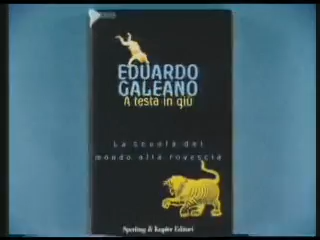 EDUARDO
GALEANO
A testa in giù
La scuola del
mondo alla rovescia
Sperling & Kupfer Editori